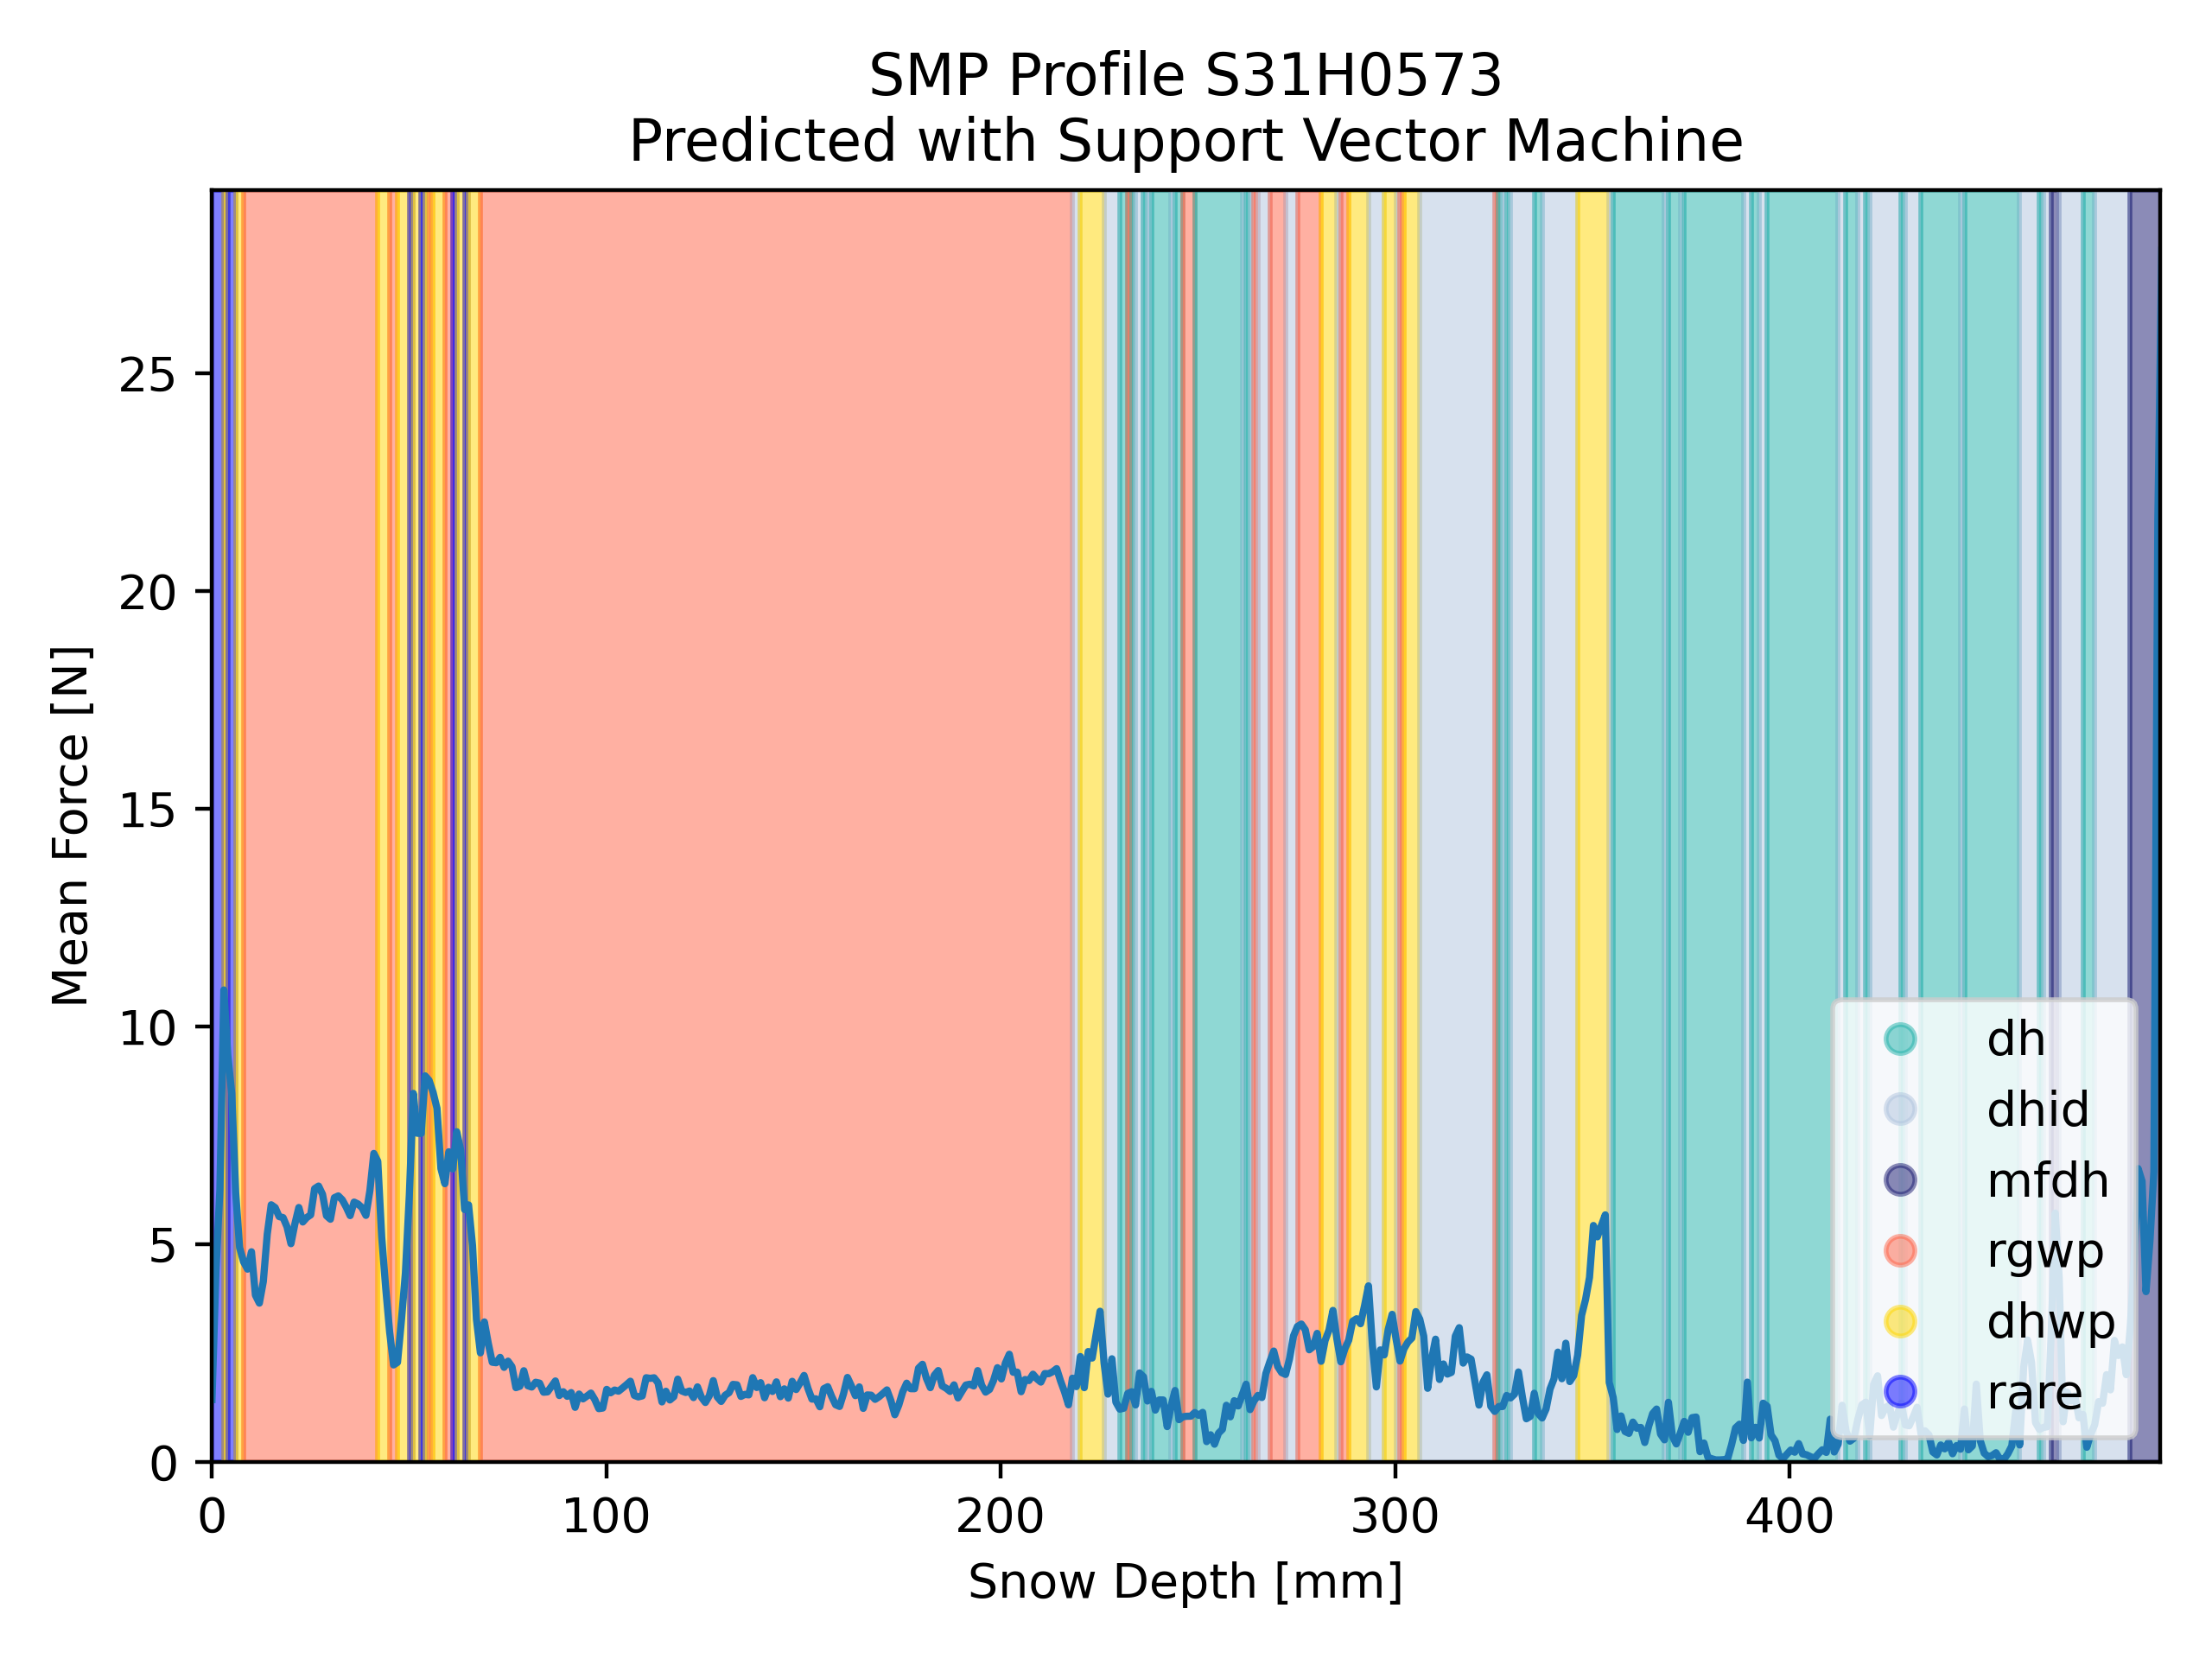 SMP Profile S31H0573
Predicted with Support Vector Machine
Mean Force [N]
25
20
15
10
5
0
0 100 200 300 400
Snow Depth [mm]
dh
dhid
mfdh
rgwp
dhwp
rare